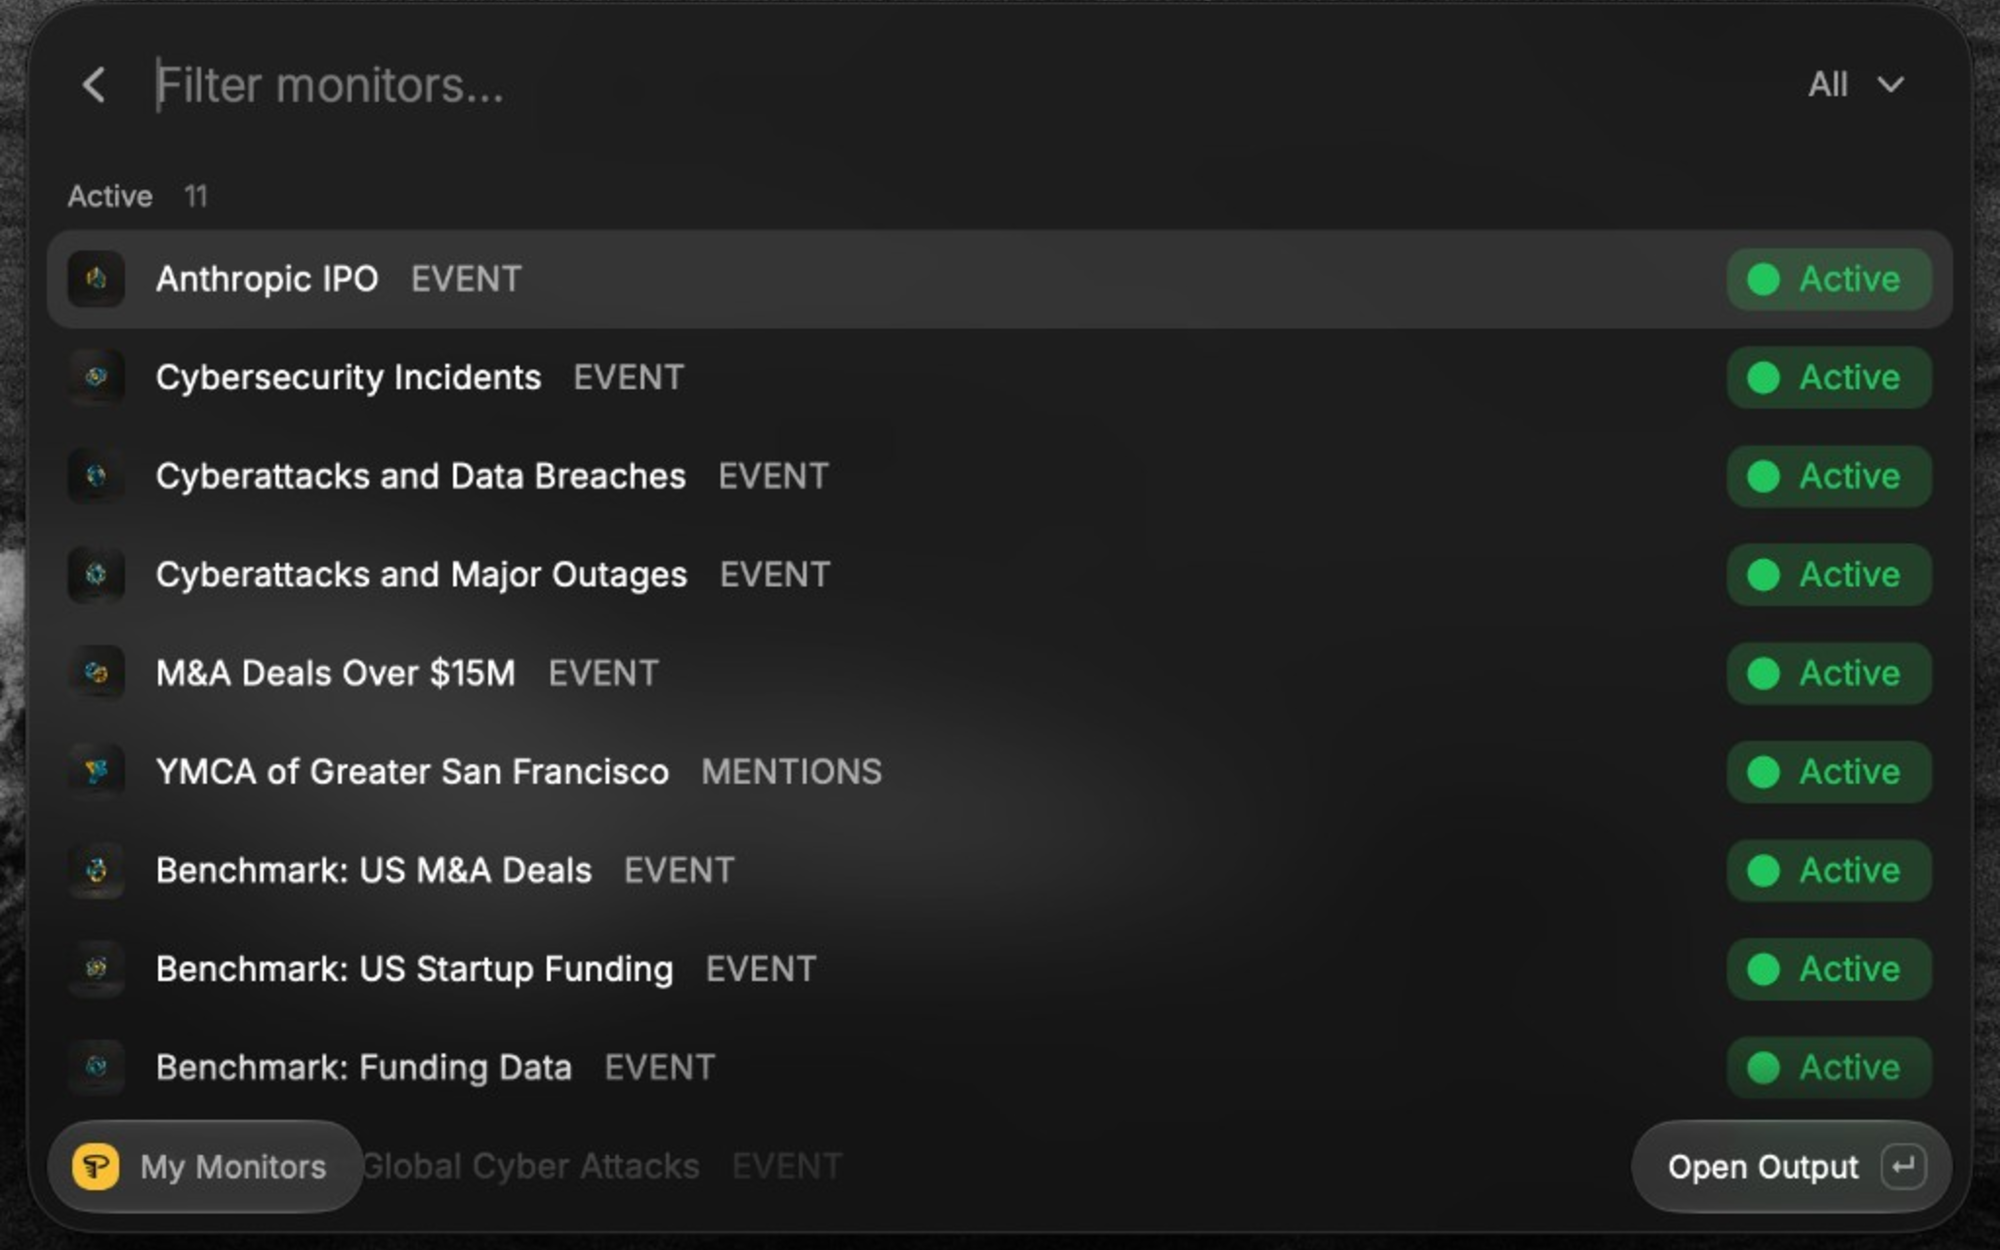 Filter monitors...
All
Active 11
Anthropic IPO EVENT Active
Cybersecurity Incidents EVENT Active
Cyberattacks and Data Breaches EVENT Active
Cyberattacks and Major Outages EVENT Active
M&A Deals Over $15M EVENT Active
YMCA of Greater San Francisco MENTIONS Active
Benchmark: US M&A Deals EVENT Active
Benchmark: US Startup Funding EVENT Active
Benchmark: Funding Data EVENT Active
My Monitors Global Cyber Attacks EVENT Open Output